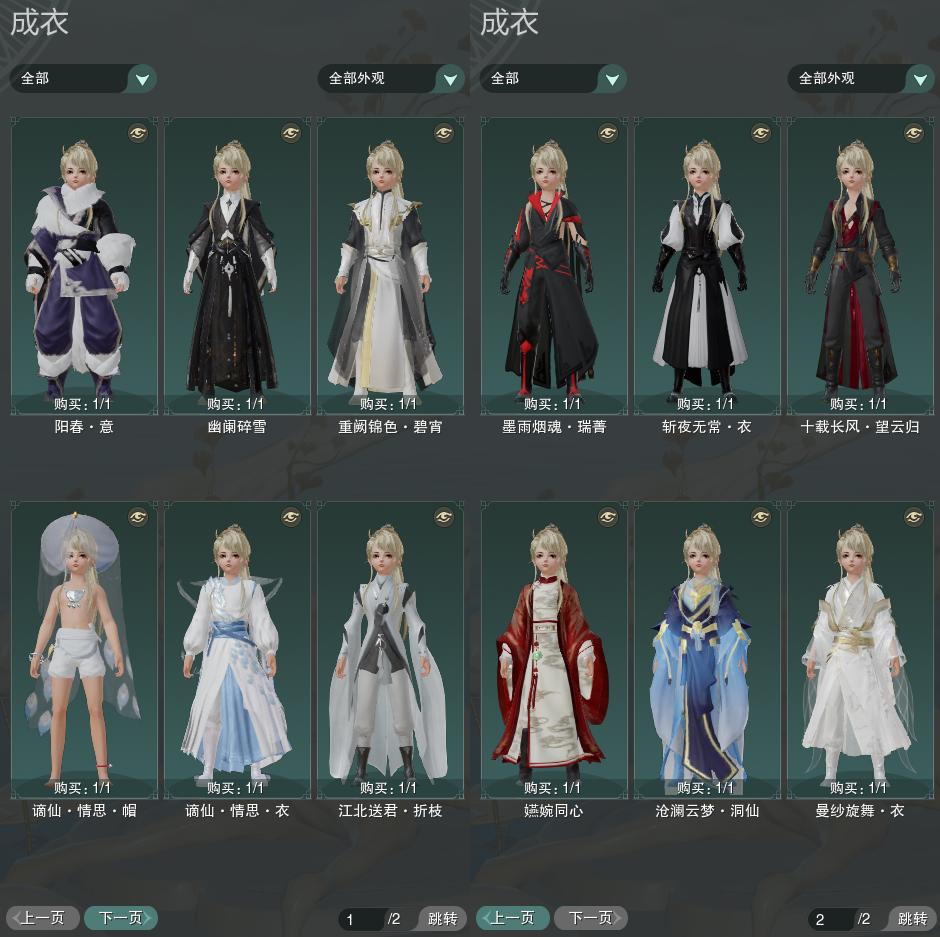 成衣
全部 全部外观
购买：1/1 购买：1/1 购买：1/1
阳春·意 幽阑碎雪 重阙锦色·碧宵
购买：1/1 购买：1/1 购买：1/1
谪仙·情思·帽 谪仙·情思·衣 江北送君·折枝
上一页 下一页 1 /2 跳转
成衣
全部 全部外观
购买：1/1 购买：1/1 购买：1/1
墨雨烟魂·瑞菁 斩夜无常·衣 十载长风·望云归
购买：1/1 购买：1/1 购买：1/1
嬿婉同心 沧澜云梦·洞仙 曼纱旋舞·衣
上一页 下一页 2 /2 跳转